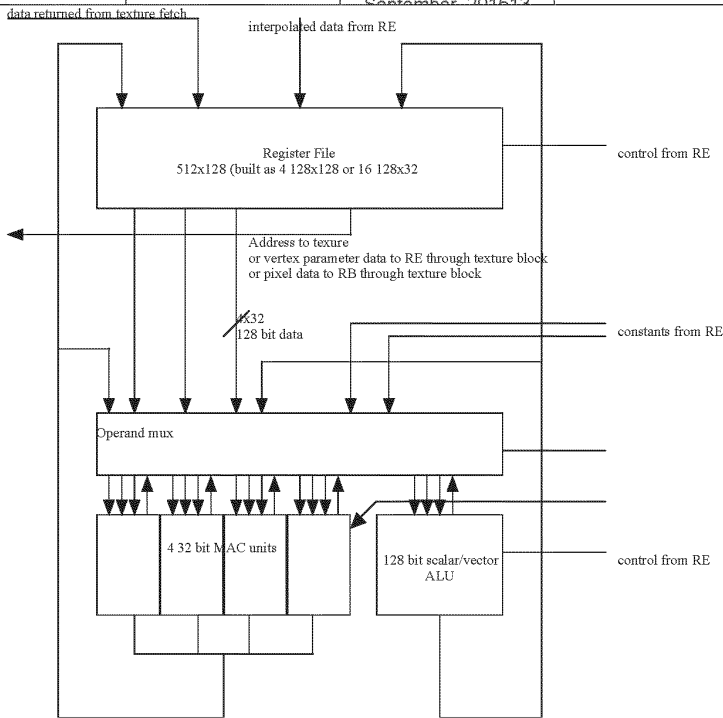 data returned from texture fetch
interpolated data from RE
Register File
512x128 (built as 4 128x128 or 16 128x32
control from RE
Address to texure
or vertex parameter data to RE through texture block
or pixel data to RB through texture block
4x32
128 bit data
constants from RE
Operand mux
4 32 bit MAC units
128 bit scalar/vector
ALU
control from RE